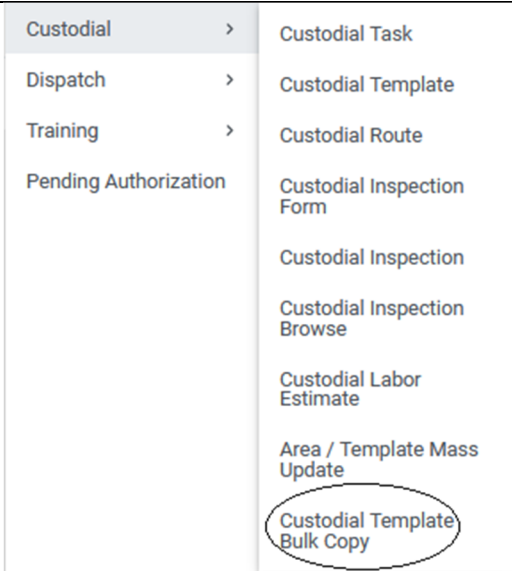 Custodial
Dispatch
Training
Pending Authorization
Custodial Task
Custodial Template
Custodial Route
Custodial Inspection
Form
Custodial Inspection
Custodial Inspection
Browse
Custodial Labor
Estimate
Area / Template Mass
Update
Custodial Template
Bulk Copy